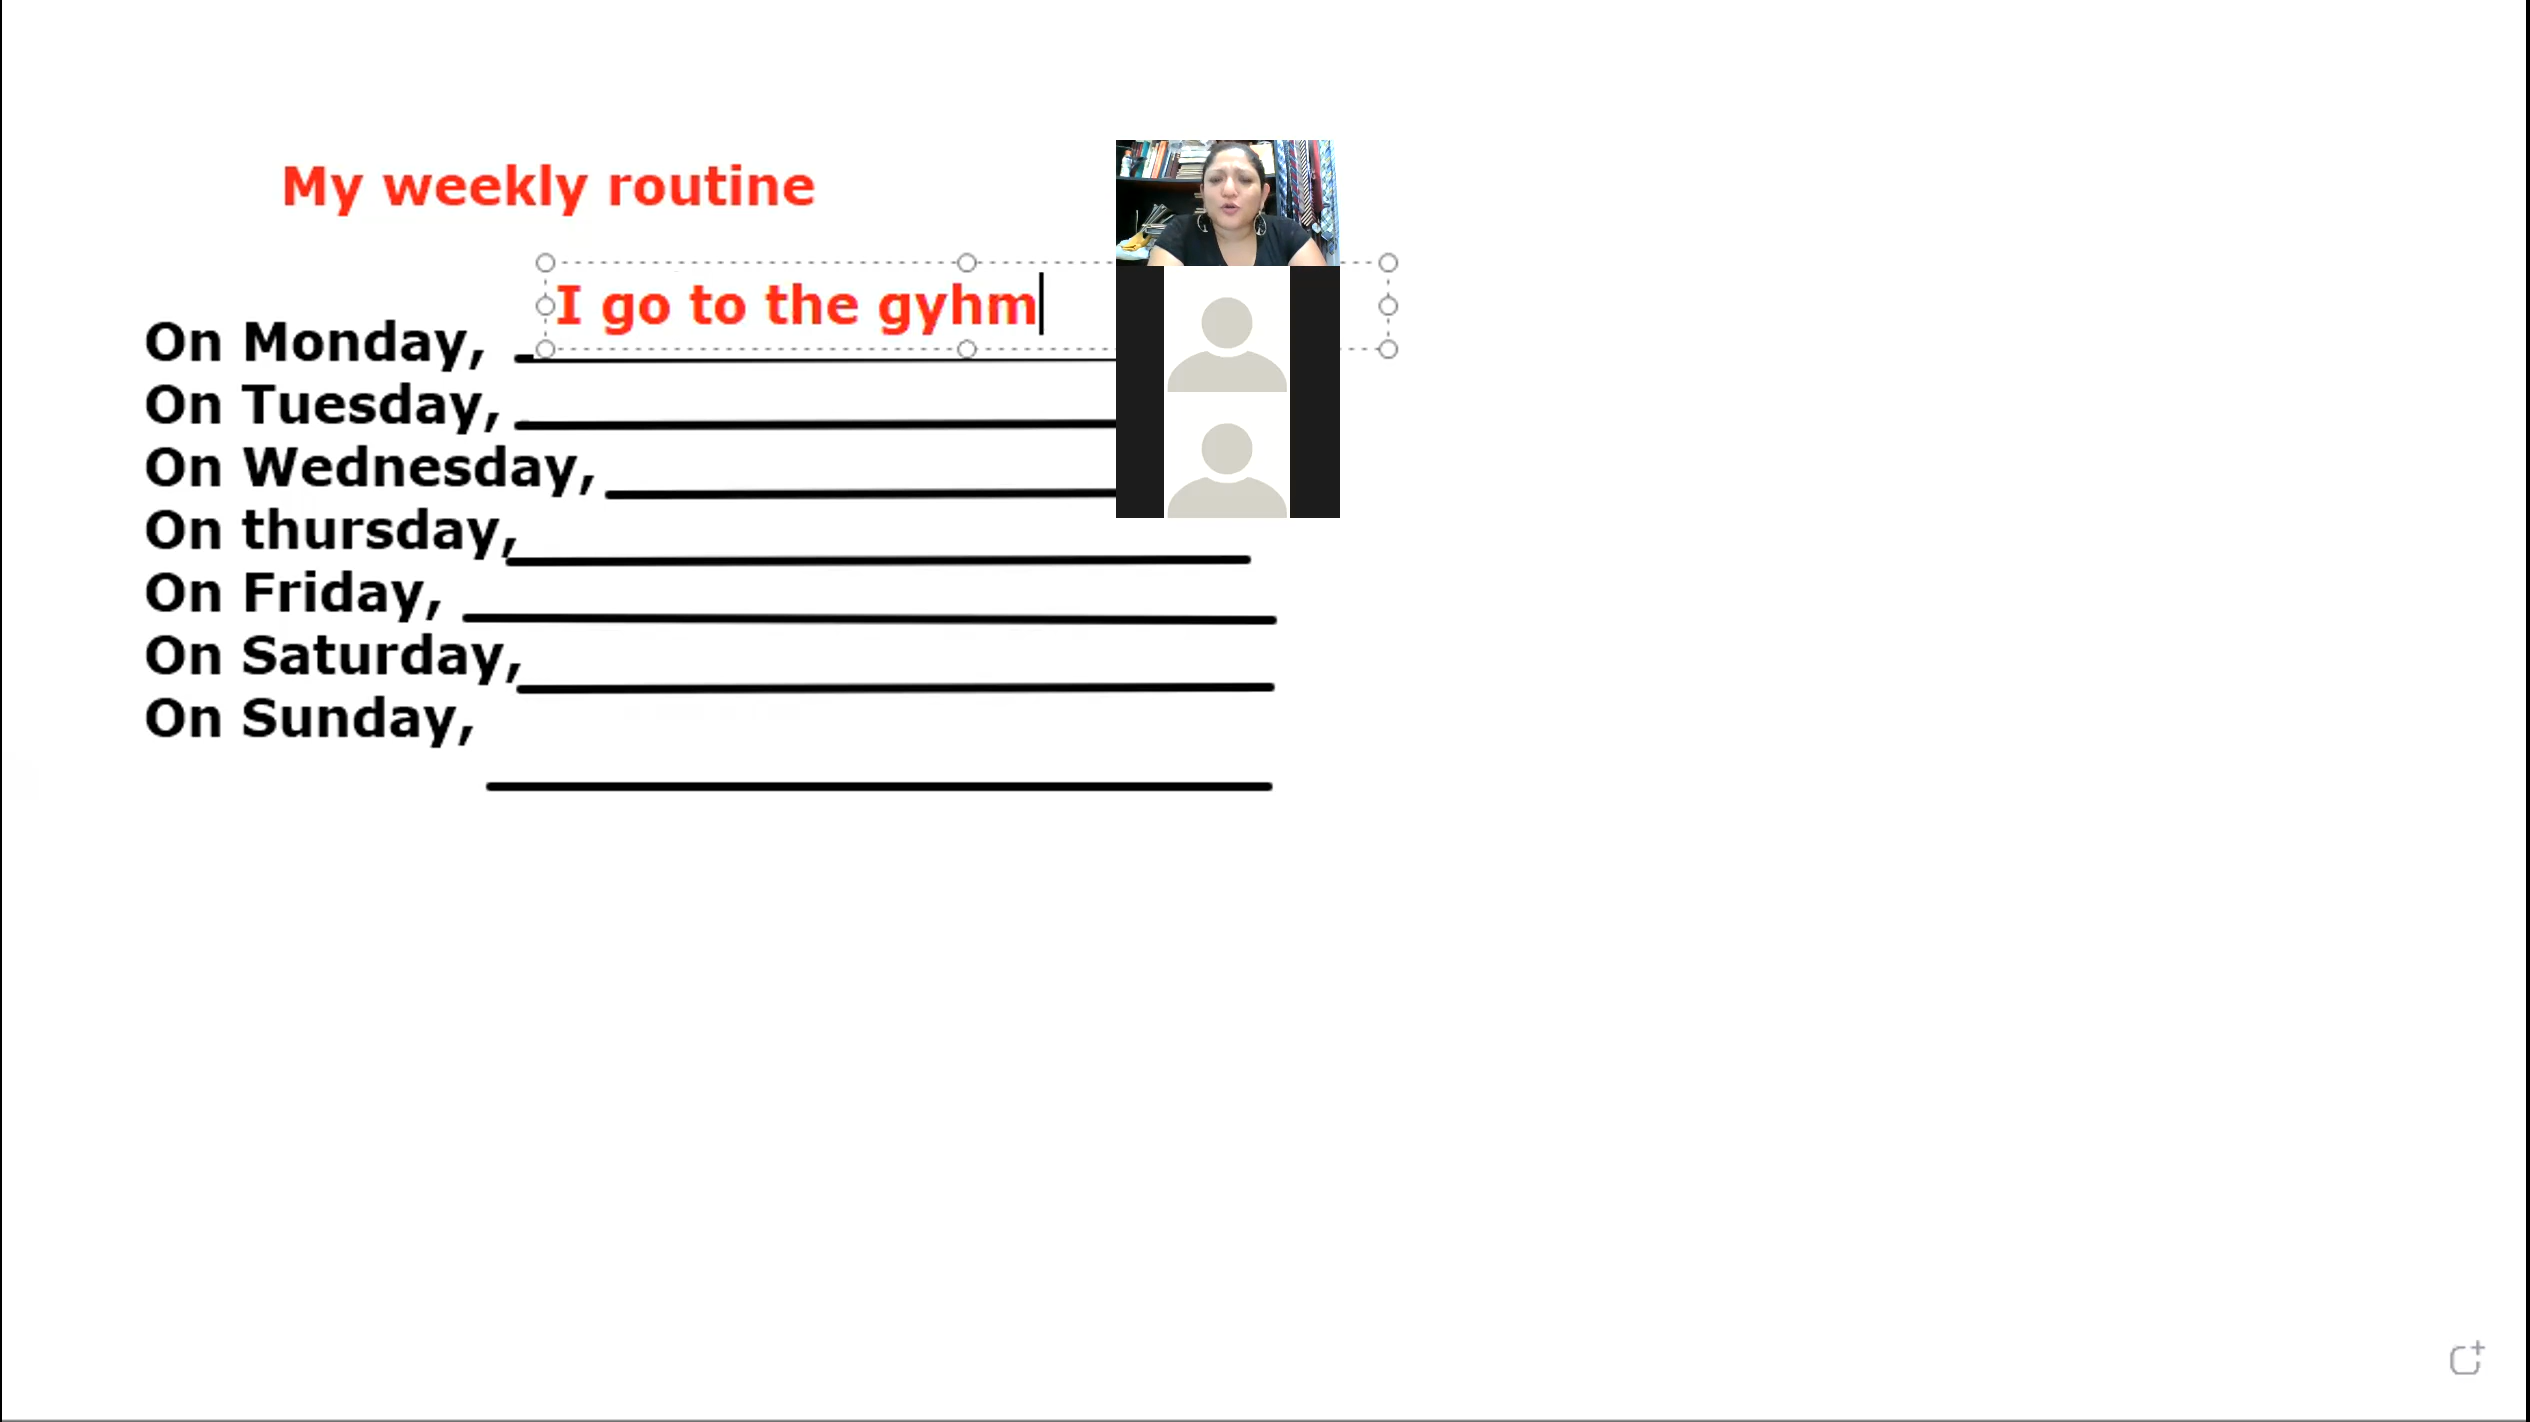 My weekly routine
I go to the gyhm
On Monday,
On Tuesday,
On Wednesday,
On thursday,
On Friday,
On Saturday,
On Sunday,